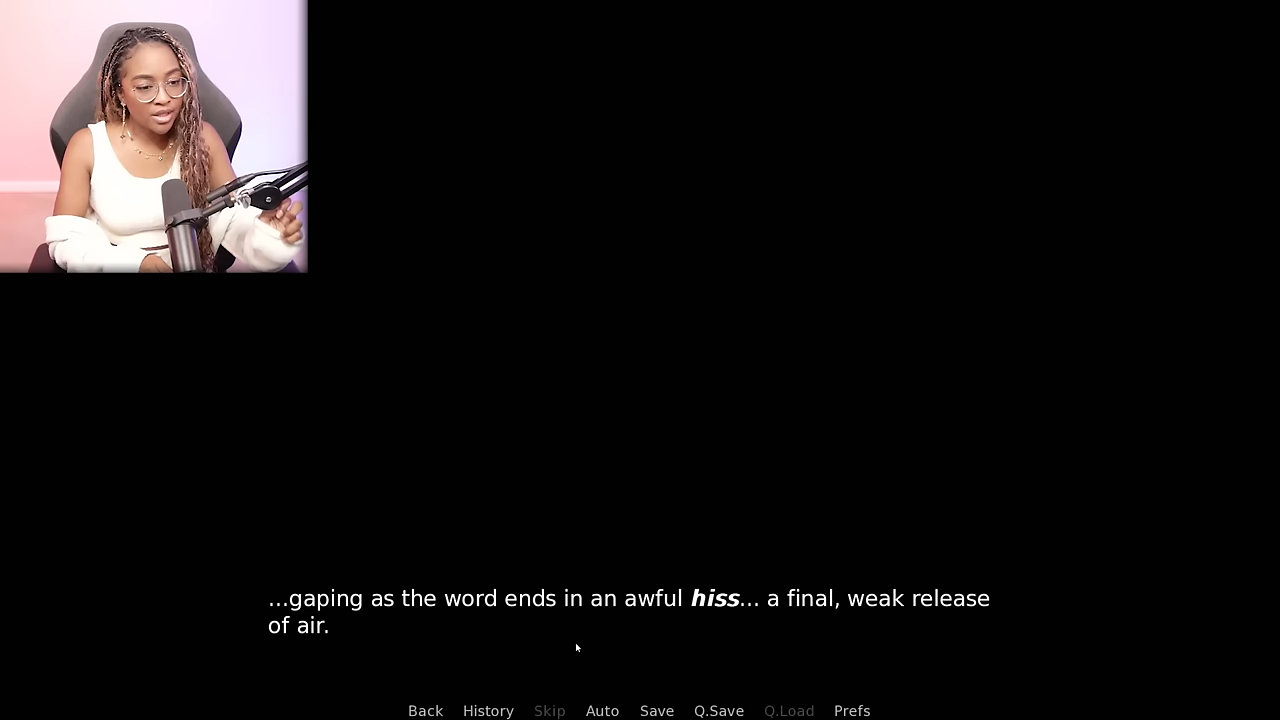 ...gaping as the word ends in an awful hiss... a final, weak release
of air.
Back History Skip Auto Save Q.Save Q.Load Prefs